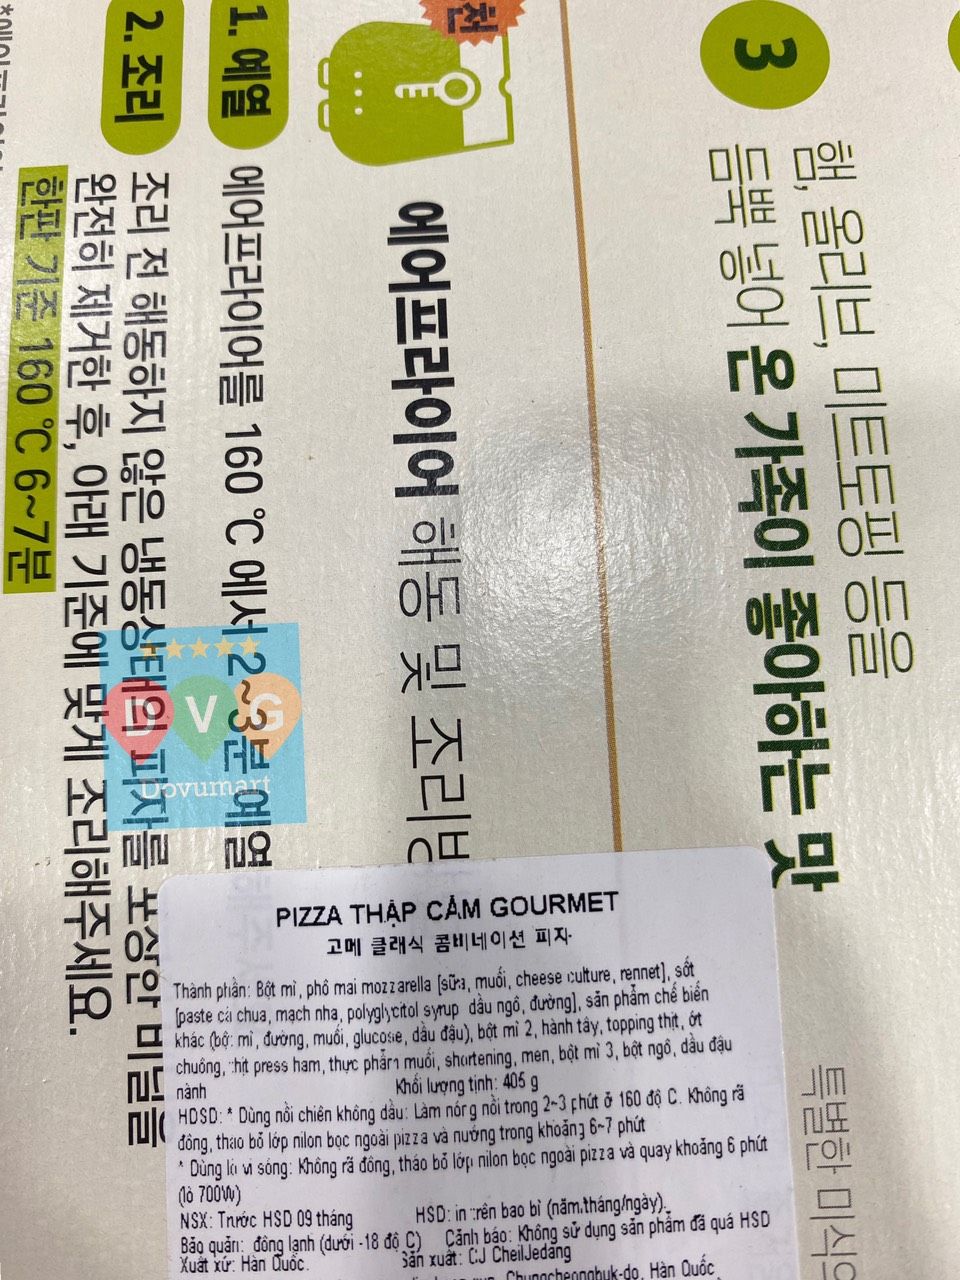 3
햄, 올리브, 미트토핑 등을
듬뿍 넣어 온 가족이 좋아하는 맛
특별한 미식의
천
에어프라이어 해동 및 조리방
1. 예열
에어프라이어를 160 ℃ 에서 2~3분 예열
2. 조리
조리 전 해동하지 않은 냉동상태의 피자를 포장한 비닐을
완전히 제거한 후, 아래 기준에 맞게 조리해주세요.
한판 기준 160 ℃ 6~7분
DVG
Dovumart
PIZZA THẬP CẨM GOURMET
고메 클래식 콤비네이션 피자
Thành phần: Bột mì, phô mai mozzarella [sữa, muối, cheese culture, rennet], sốt
[paste cà chua, mạch nha, polyglycitol syrup dầu ngô, đường], sản phẩm chế biến
khác (bột mì, đường, muối, glucose, dầu đậu), bột mì 2, hành tây, topping thịt, ớt
chuông, thịt press ham, thực phẩm muối, shortening, men, bột mì 3, bột ngô, dầu đậu
nành Khối lượng tịnh: 405 g
HDSD: * Dùng nồi chiên không dầu: Làm nóng nồi trong 2~3 phút ở 160 độ C. Không rã
đông, tháo bỏ lớp nilon bọc ngoài pizza và nướng trong khoảng 6~7 phút
* Dùng lò vi sóng: Không rã đông, tháo bỏ lớp nilon bọc ngoài pizza và quay khoảng 6 phút
(lò 700W)
NSX: Trước HSD 09 tháng HSD: in trên bao bì (năm.tháng/ngày).
Bảo quản: đông lạnh (dưới -18 độ C) Cảnh báo: Không sử dụng sản phẩm đã quá HSD
Xuất xứ: Hàn Quốc. Sản xuất: CJ CheilJedang
Chungcheongbuk-do, Hàn Quốc